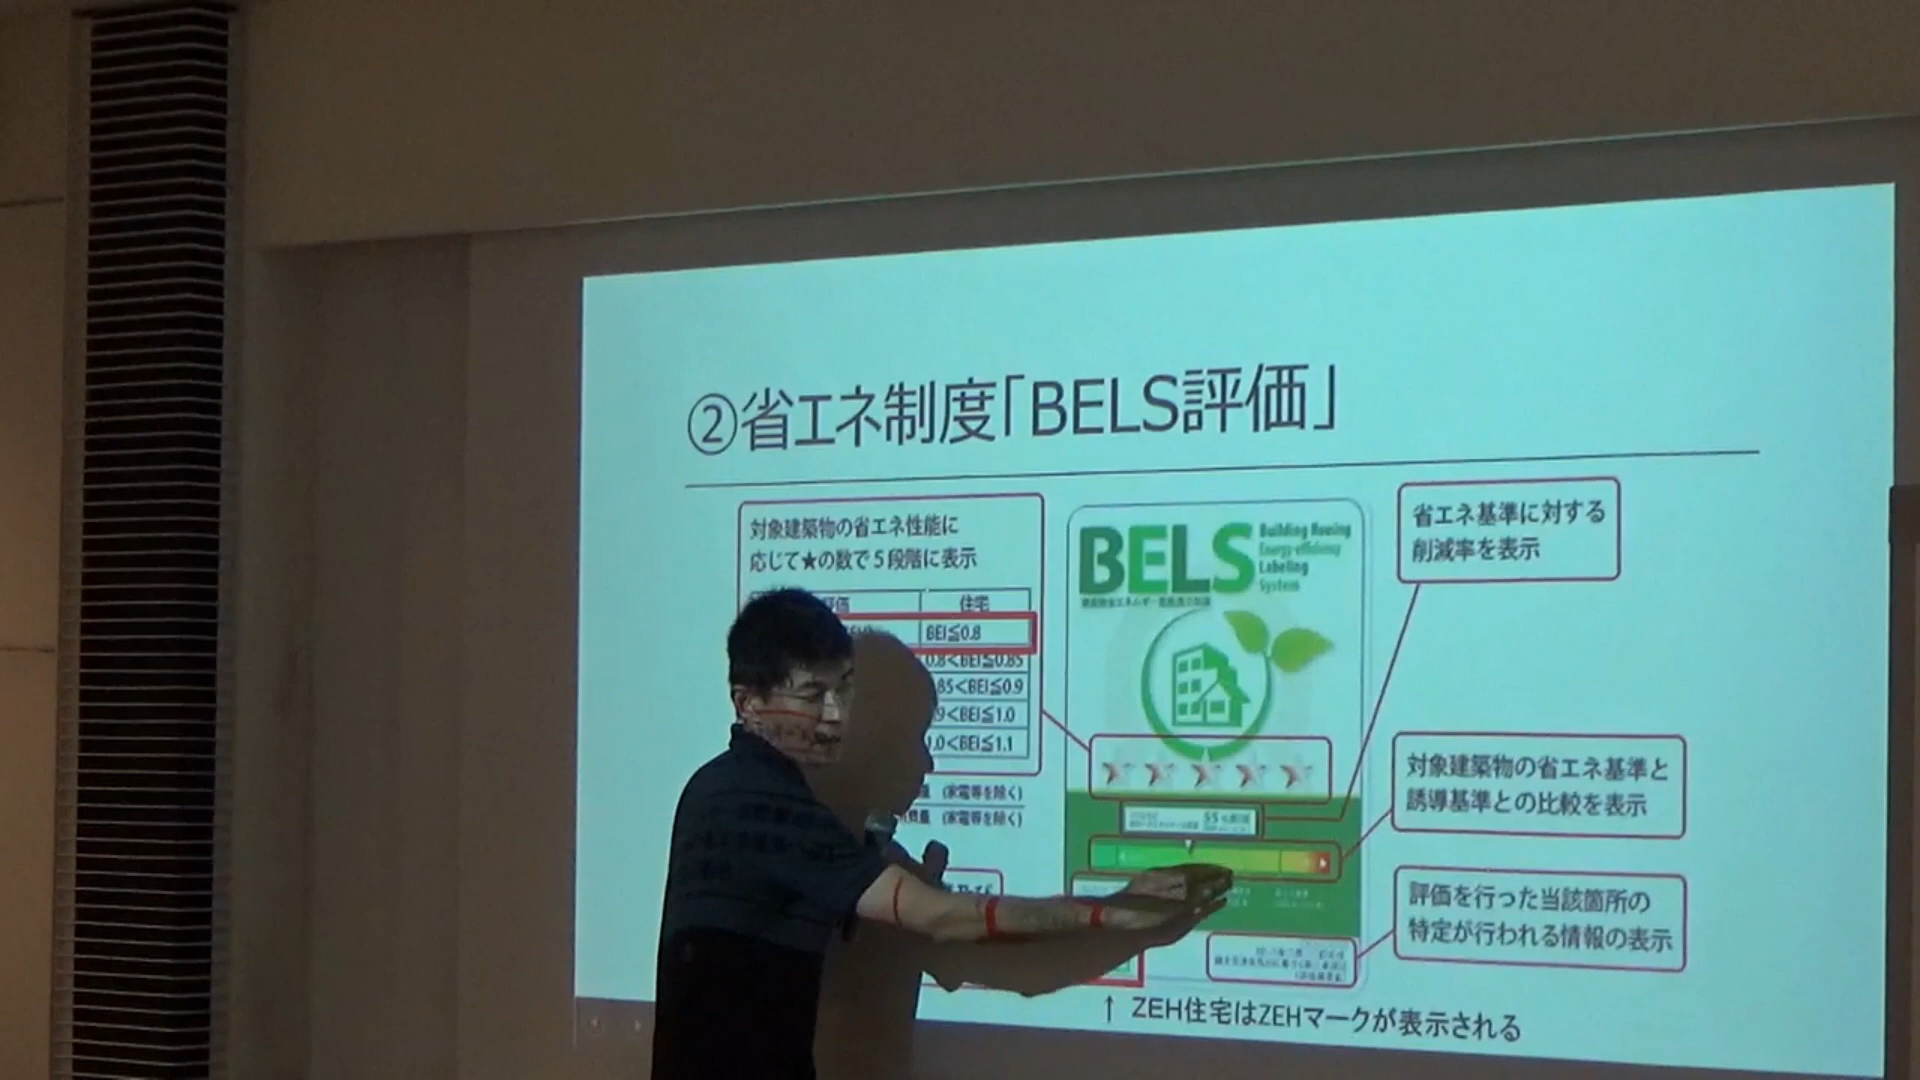 ②省エネ制度「BELS評価」
対象建築物の省エネ性能に
応じて★の数で5段階に表示
評価 住宅
BEI≦0.8
0.8<BEI≦0.85
.85<BEI≦0.9
.9<BEI≦1.0
1.0<BEI≦1.1
量 (家電等を除く)
費量 (家電等を除く)
BELS
Building Housing
Energy-efficiency
Labeling
System
省エネ基準に対する
削減率を表示
対象建築物の省エネ基準と
誘導基準との比較を表示
評価を行った当該箇所の
特定が行われる情報の表示
↑ ZEH住宅はZEHマークが表示される